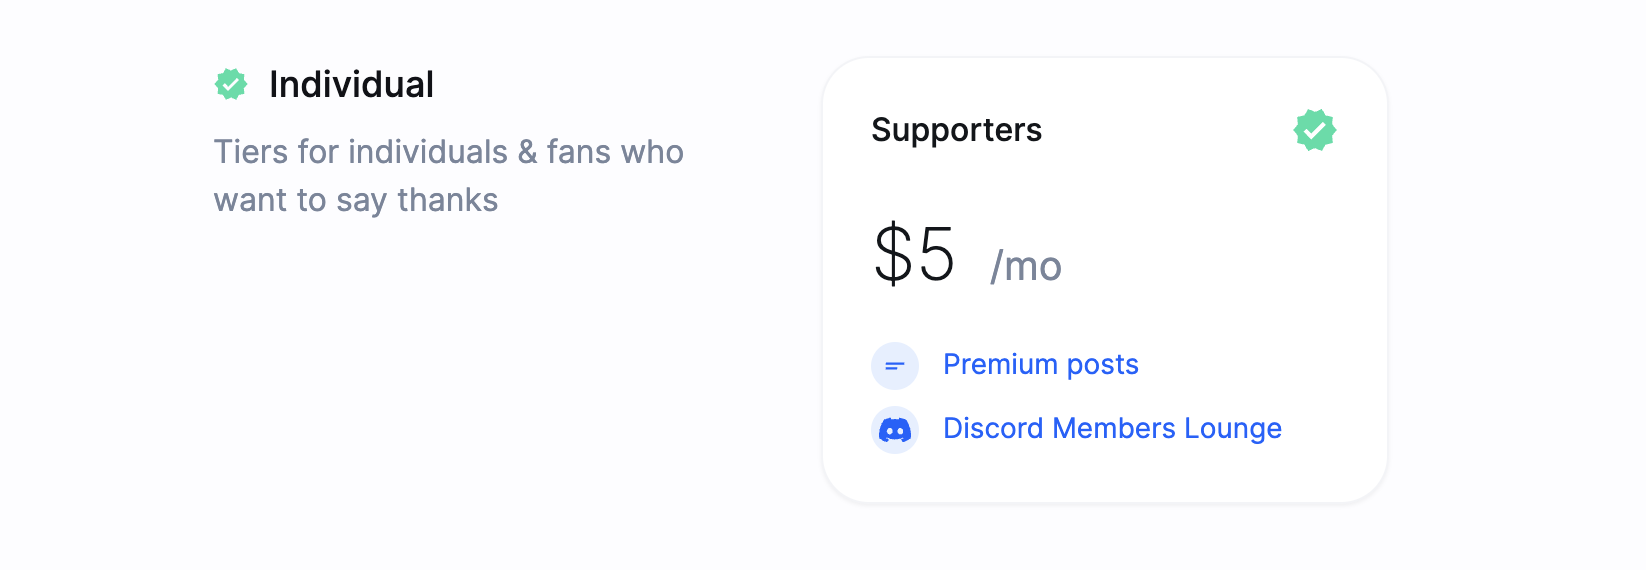 Individual
Tiers for individuals & fans who
want to say thanks
Supporters
$5 /mo
Premium posts
Discord Members Lounge